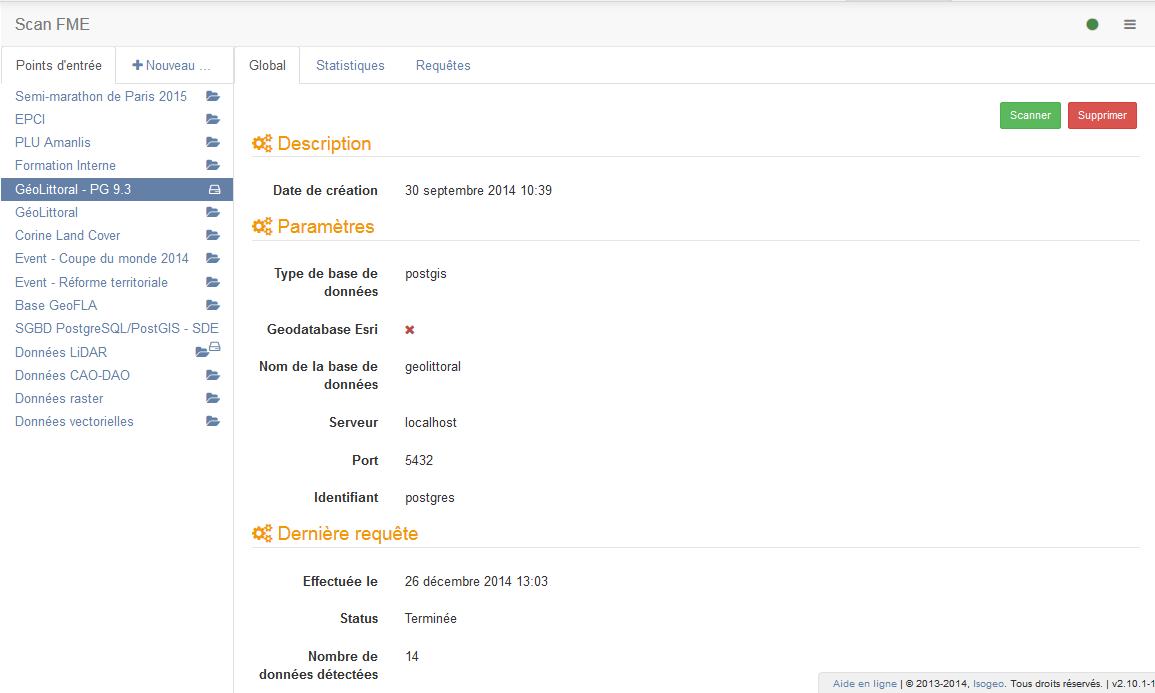 Scan FME
Points d'entrée
Nouveau ...
Semi-marathon de Paris 2015
EPCI
PLU Amanlis
Formation Interne
GéoLittoral - PG 9.3
GéoLittoral
Corine Land Cover
Event - Coupe du monde 2014
Event - Réforme territoriale
Base GeoFLA
SGBD PostgreSQL/PostGIS - SDE
Données LiDAR
Données CAO-DAO
Données raster
Données vectorielles
Global
Statistiques
Requêtes
Scanner
Supprimer
Description
Date de création 30 septembre 2014 10:39
Paramètres
Type de base de
données
postgis
Geodatabase Esri
Nom de la base de
données
geolittoral
Serveur localhost
Port 5432
Identifiant postgres
Dernière requête
Effectuée le 26 décembre 2014 13:03
Status Terminée
Nombre de
données détectées
14
Aide en ligne | © 2013-2014, Isogeo. Tous droits réservés. | v2.10.1-1